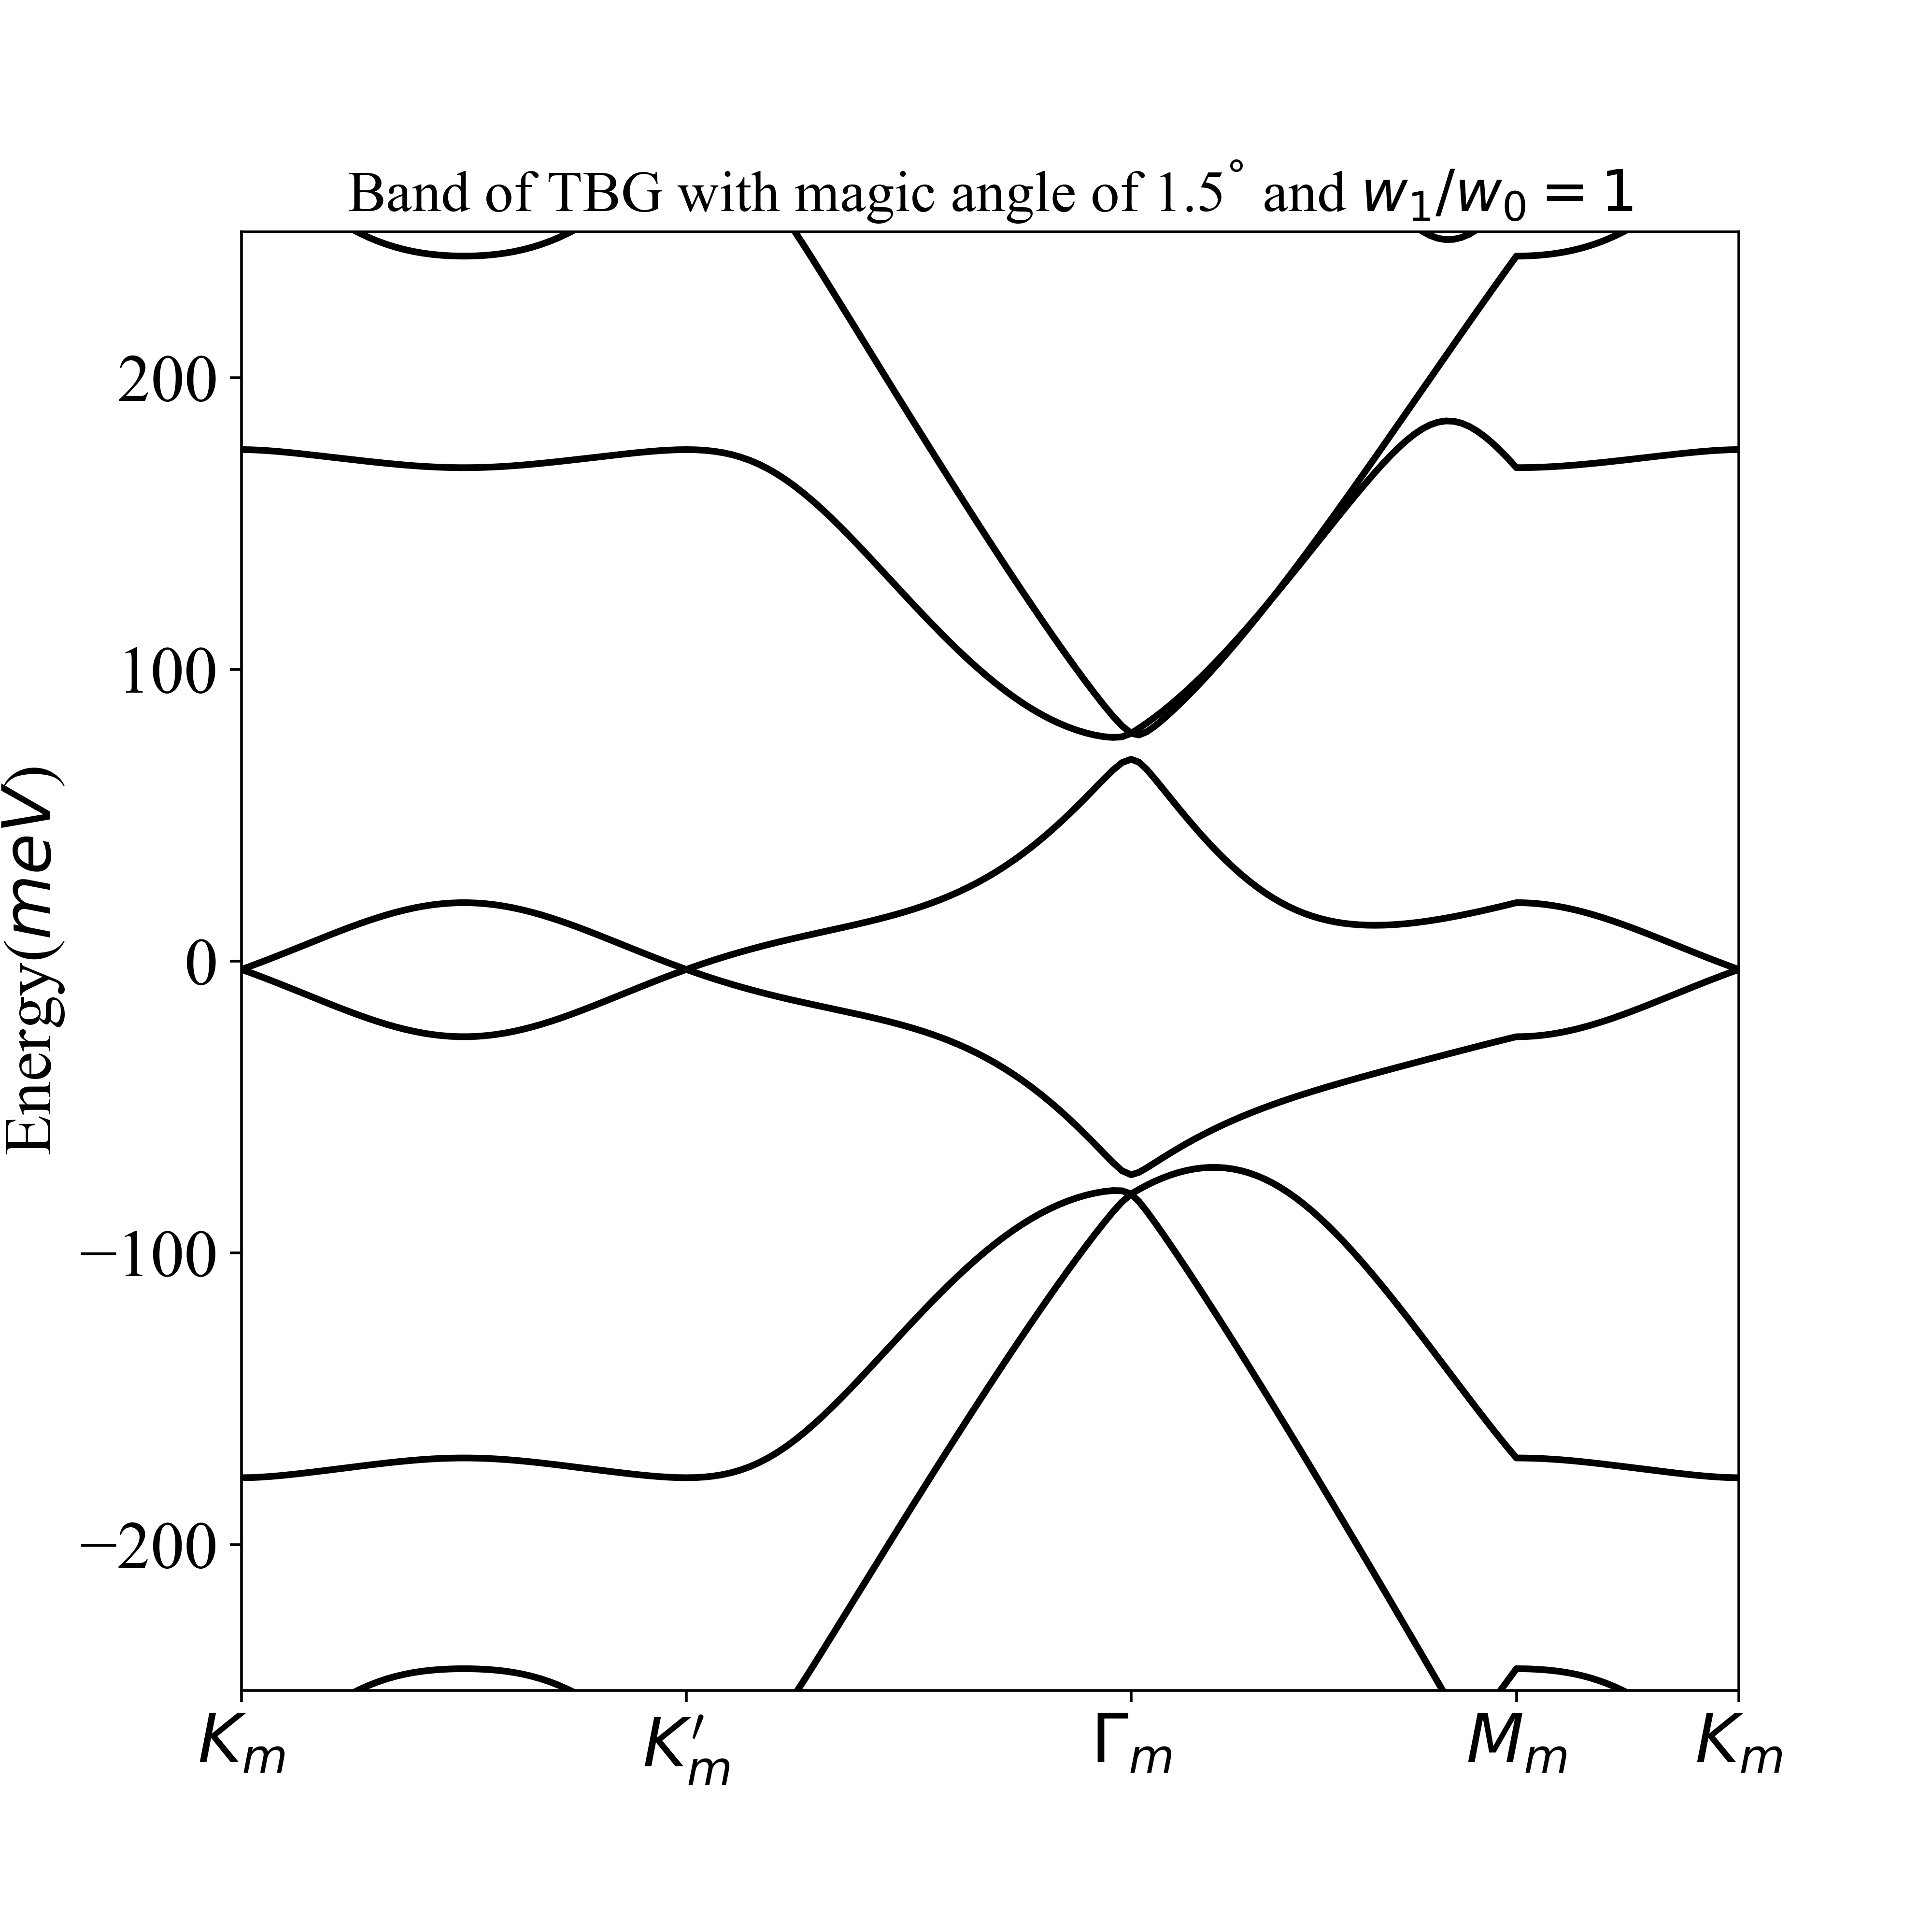 Band of TBG with magic angle of 1.5° and w₁/w₀ = 1
Energy(meV)
200
100
0
−100
−200
Kₘ
K′ₘ
Γₘ
Mₘ
Kₘ